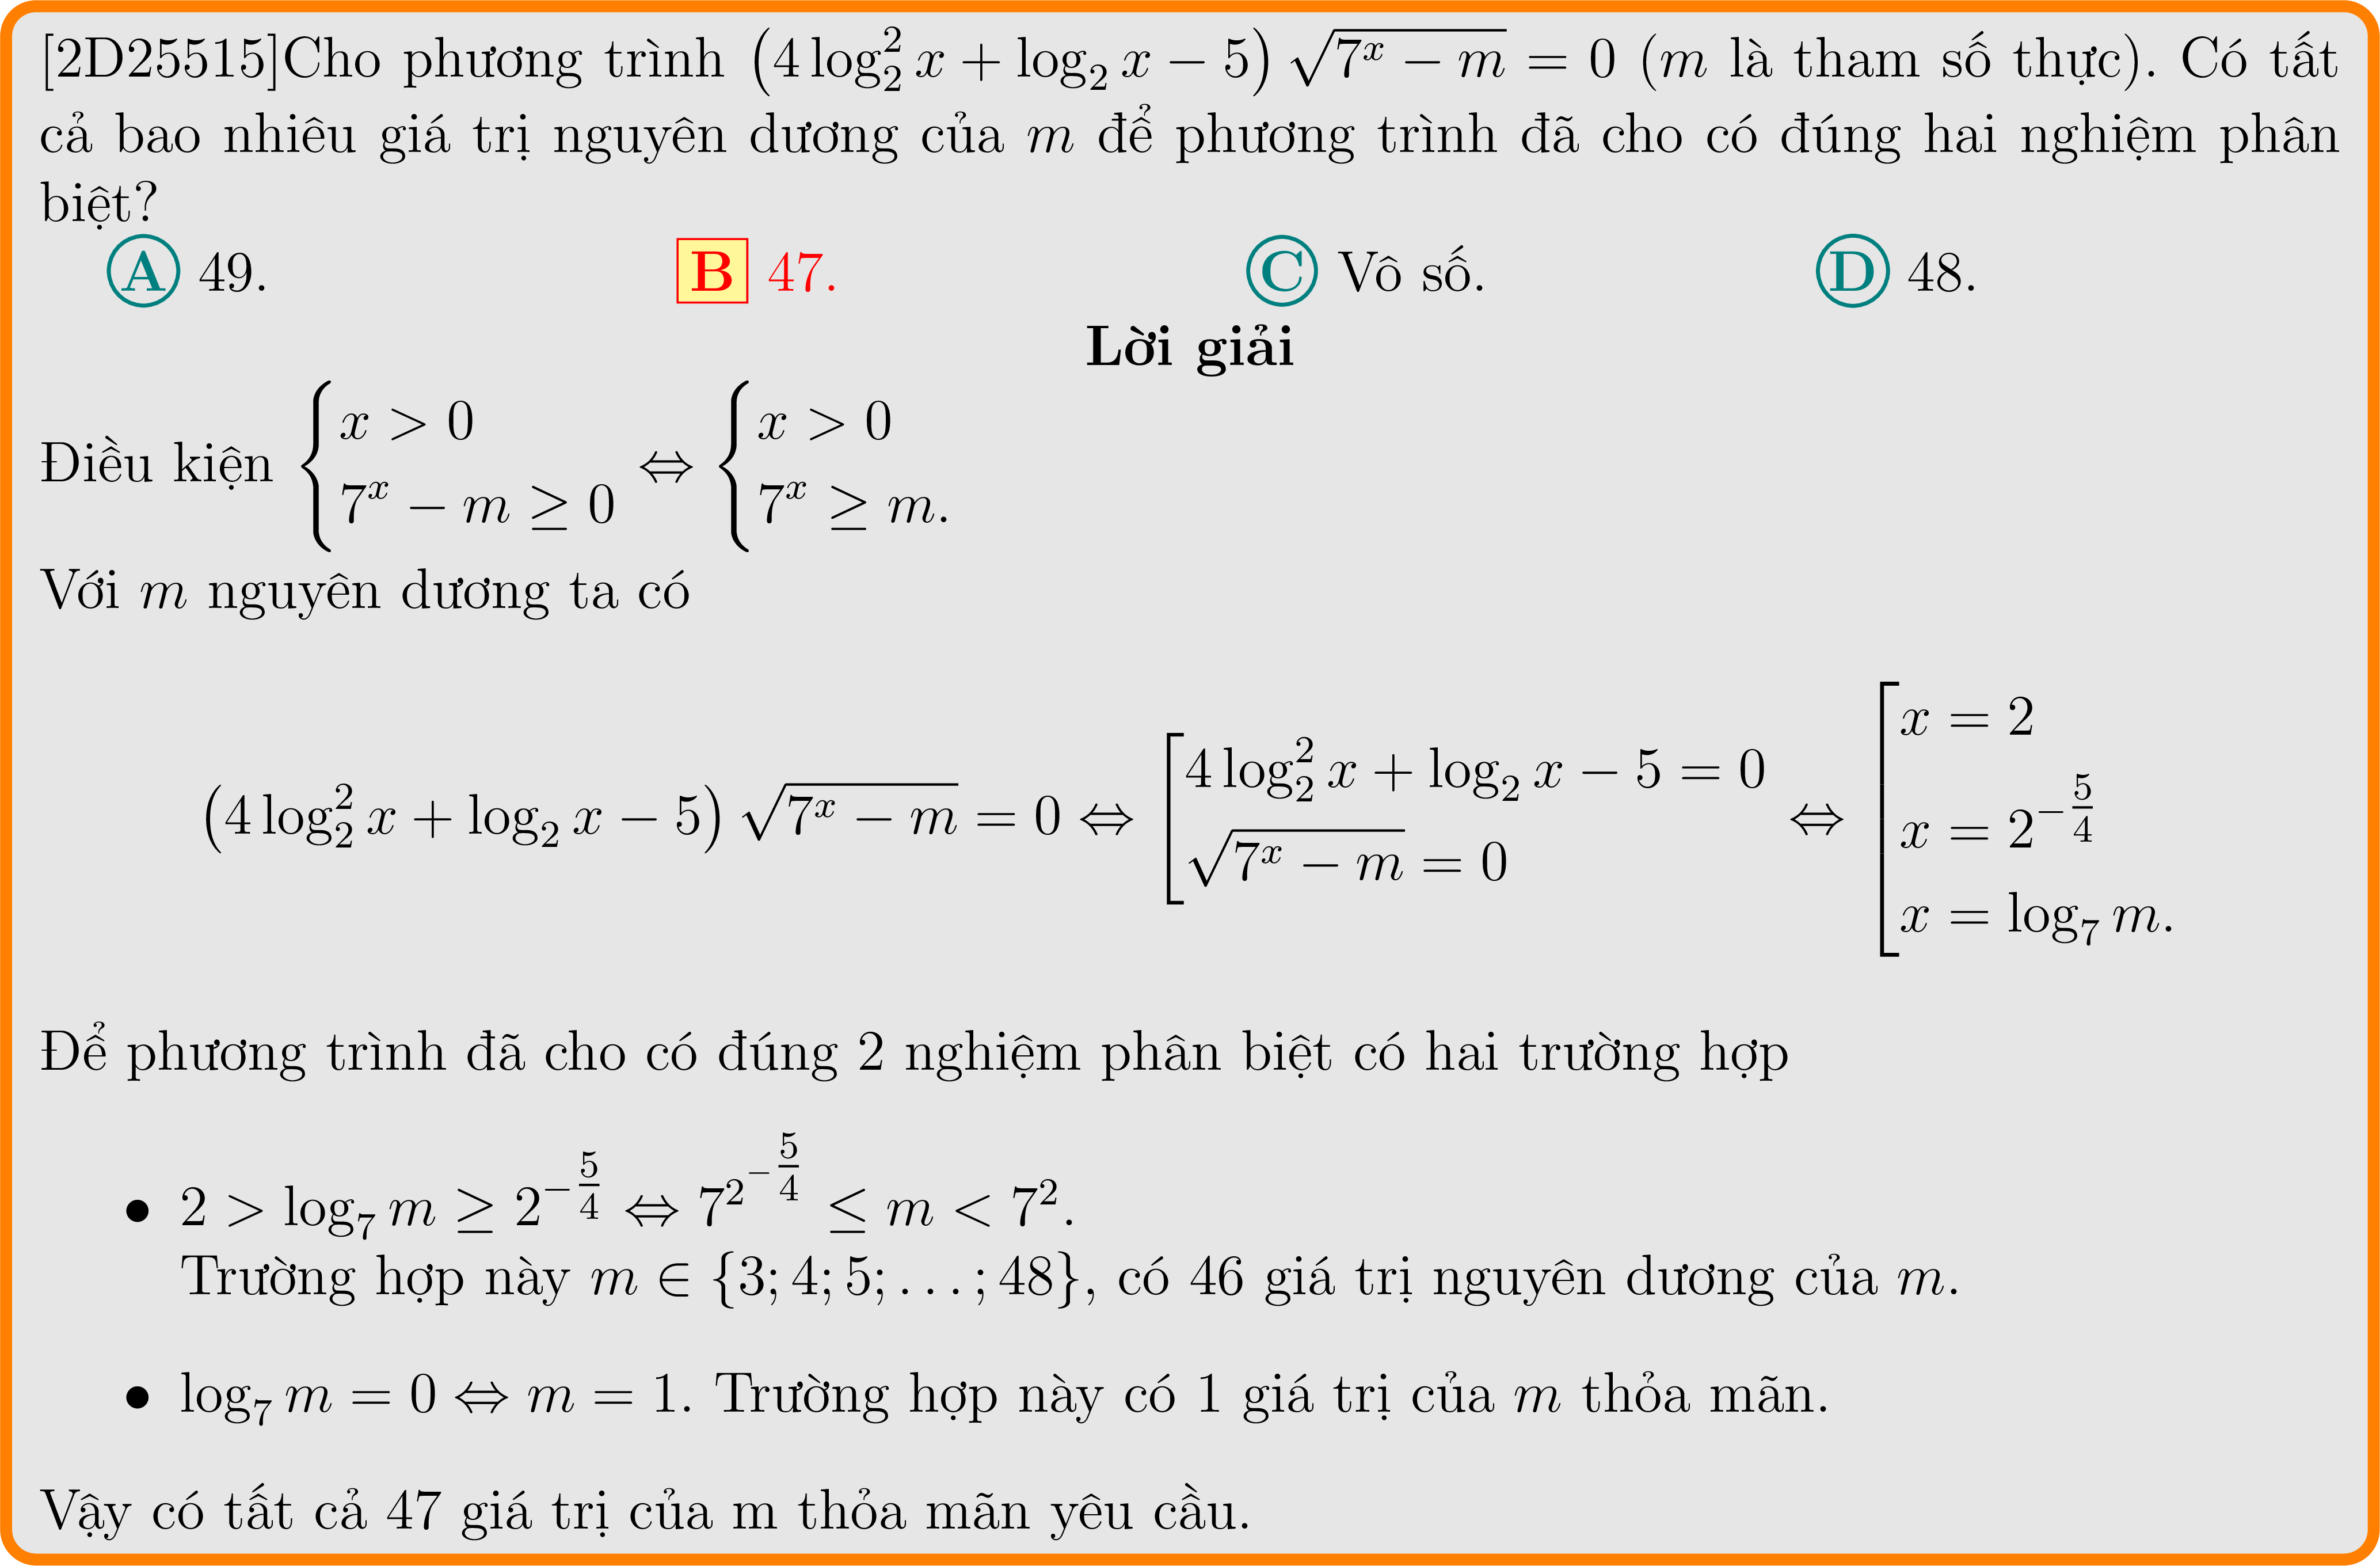 [2D25515]Cho phương trình $\left(4\log_2^2 x + \log_2 x - 5\right)\sqrt{7^x - m} = 0$ ($m$ là tham số thực). Có tất
cả bao nhiêu giá trị nguyên dương của $m$ để phương trình đã cho có đúng hai nghiệm phân
biệt?
A 49. B 47. C Vô số. D 48.
Lời giải
Điều kiện $\begin{cases} x > 0 \\ 7^x - m \geq 0 \end{cases} \Leftrightarrow \begin{cases} x > 0 \\ 7^x \geq m. \end{cases}$
Với $m$ nguyên dương ta có
$\left(4\log_2^2 x + \log_2 x - 5\right)\sqrt{7^x - m} = 0 \Leftrightarrow \left[\begin{array}{l} 4\log_2^2 x + \log_2 x - 5 = 0 \\ \sqrt{7^x - m} = 0 \end{array}\right. \Leftrightarrow \left[\begin{array}{l} x = 2 \\ x = 2^{-\frac{5}{4}} \\ x = \log_7 m. \end{array}\right.$
Để phương trình đã cho có đúng 2 nghiệm phân biệt có hai trường hợp
• $2 > \log_7 m \geq 2^{-\frac{5}{4}} \Leftrightarrow 7^{2^{-\frac{5}{4}}} \leq m < 7^2$.
Trường hợp này $m \in \{3; 4; 5; \ldots; 48\}$, có 46 giá trị nguyên dương của $m$.
• $\log_7 m = 0 \Leftrightarrow m = 1$. Trường hợp này có 1 giá trị của $m$ thỏa mãn.
Vậy có tất cả 47 giá trị của m thỏa mãn yêu cầu.